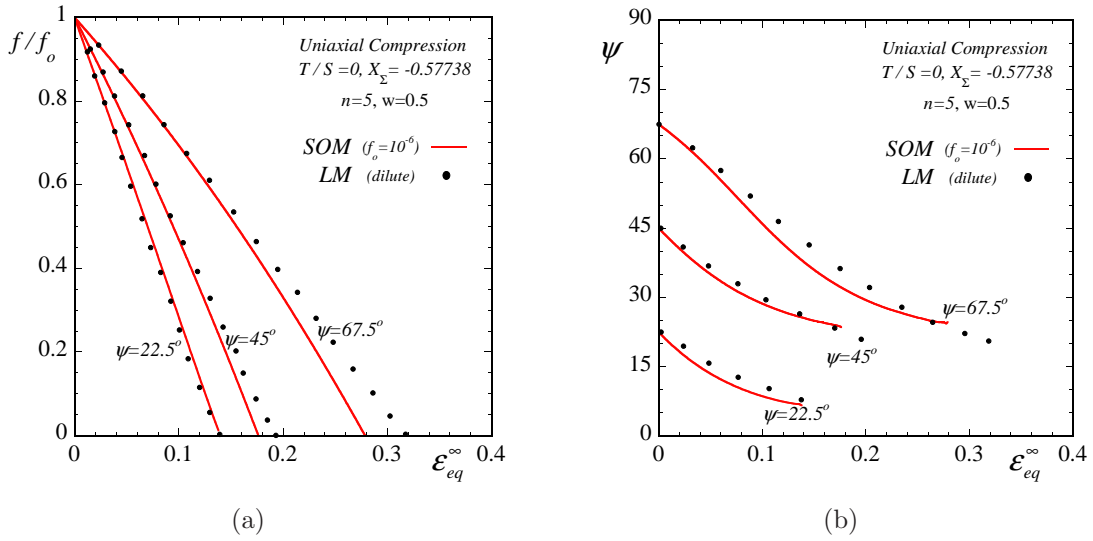 f/f_o
1
0.8
0.6
0.4
0.2
0
0
0.1
0.2
0.3
0.4
ε_eq^∞
Uniaxial Compression
T / S =0, X_Σ= -0.57738
n=5, w=0.5
SOM (f_o=10^-6)
LM (dilute)
ψ=22.5°
ψ=45°
ψ=67.5°
(a)
ψ
90
75
60
45
30
15
0
0
0.1
0.2
0.3
0.4
ε_eq^∞
Uniaxial Compression
T / S =0, X_Σ= -0.57738
n=5, w=0.5
SOM (f_o=10^-6)
LM (dilute)
ψ=67.5°
ψ=45°
ψ=22.5°
(b)